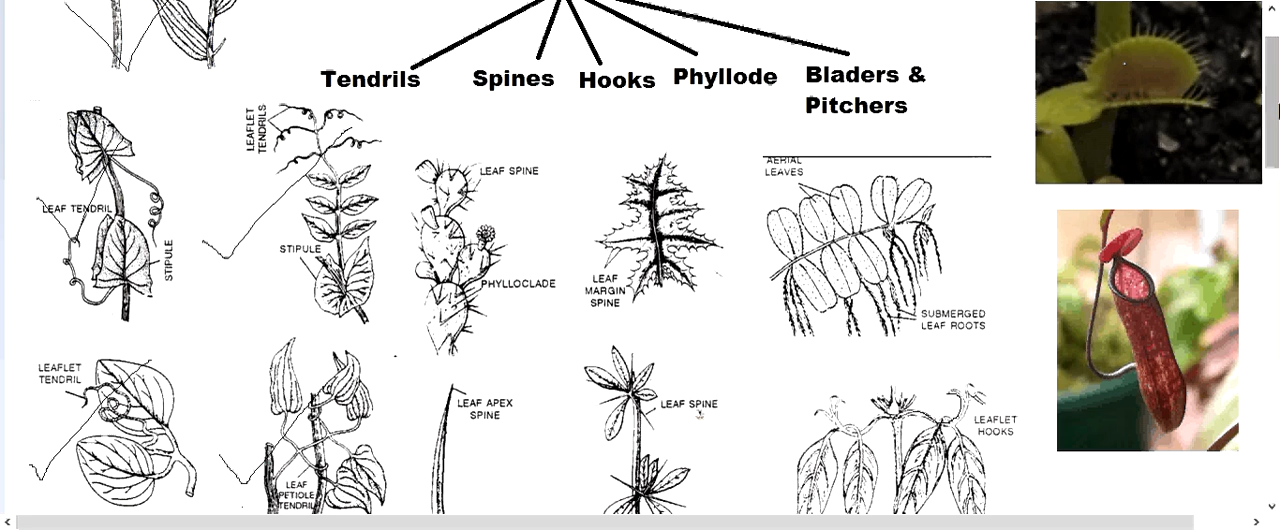 Tendrils
Spines
Hooks
Phyllode
Bladers &
Pitchers
LEAFLET
TENDRILS
AERIAL
LEAVES
LEAF SPINE
LEAF TENDRIL
STIPULE
STIPULE
PHYLLOCLADE
LEAF
MARGIN
SPINE
SUBMERGED
LEAF ROOTS
LEAFLET
TENDRIL
LEAF APEX
SPINE
LEAF SPINE
LEAFLET
HOOKS
LEAF
PETIOLE
TENDRIL